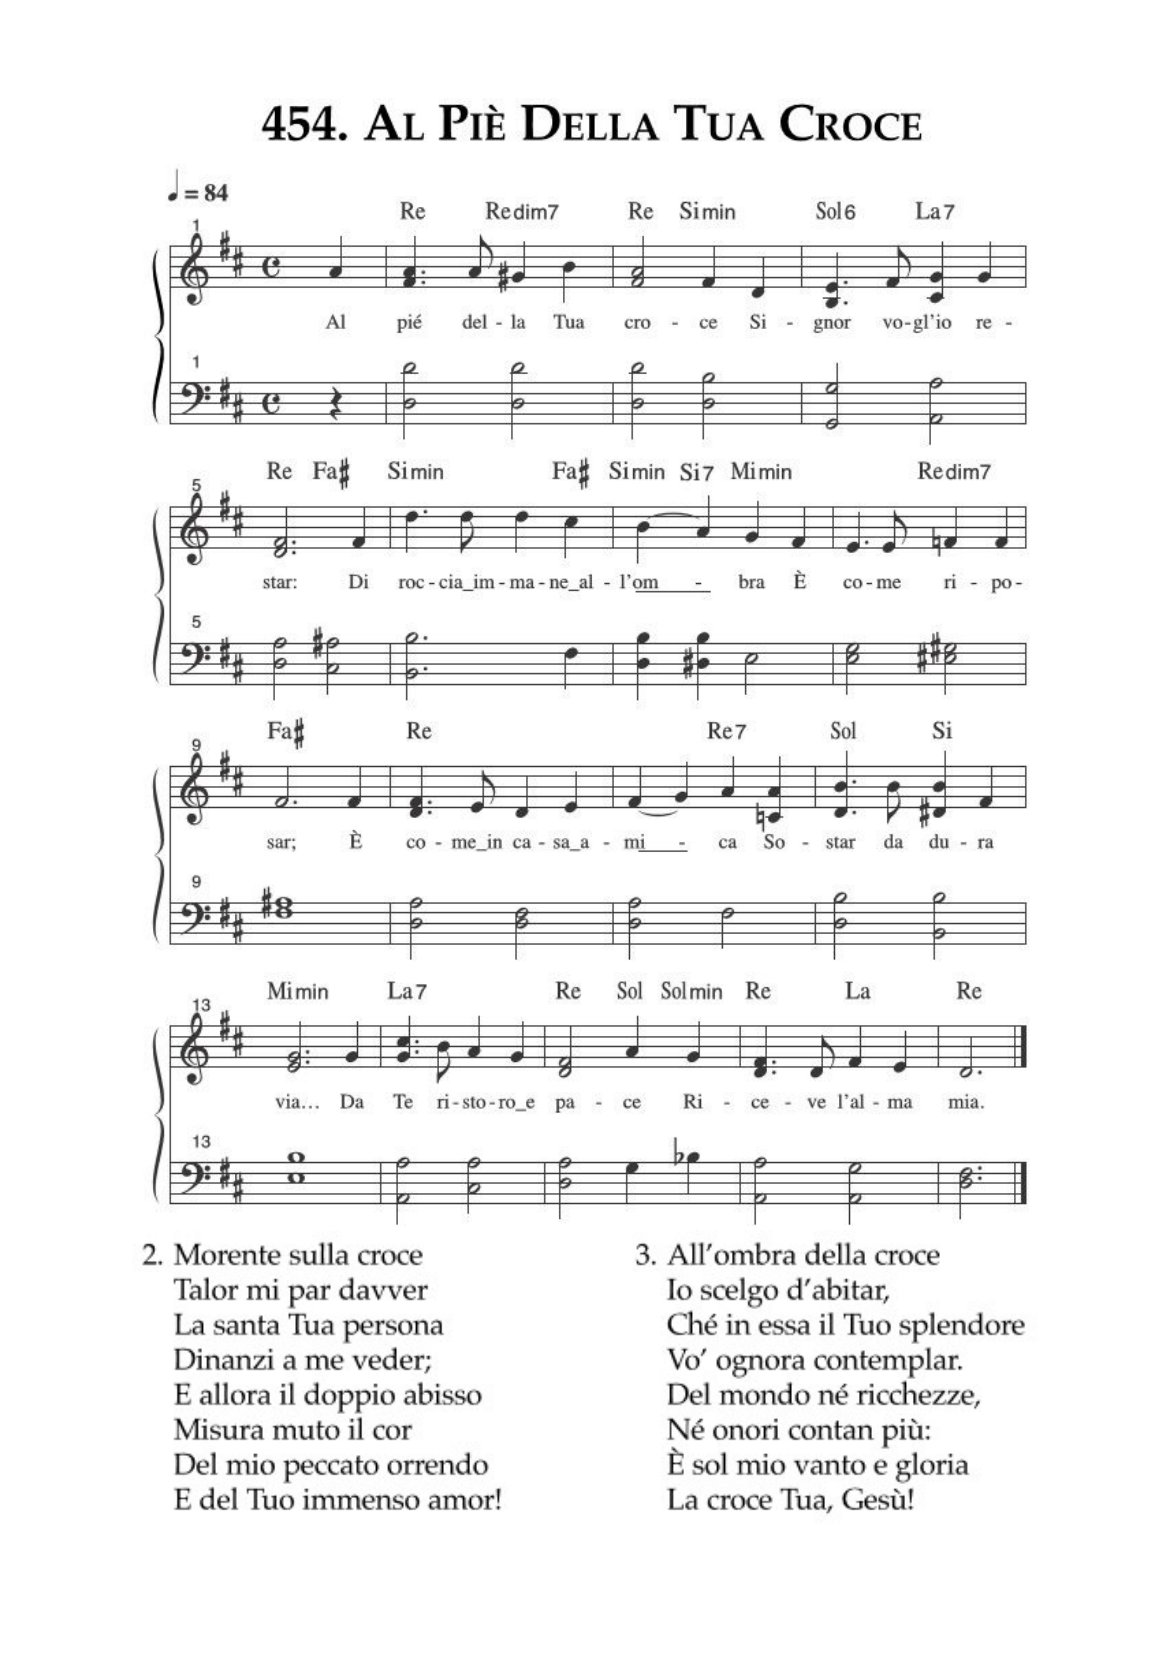 454. Al Piè Della Tua Croce
♩ = 84
Re Redim7 Re Simin Sol6 La7
1
Al pié del - la Tua cro - ce Si - gnor vo-gl'io re -
1
Re Fa♯ Simin Fa♯ Simin Si7 Mimin Redim7
5
star: Di roc - cia_im - ma - ne_al - l'om - bra È co - me ri - po -
5
Fa♯ Re Re7 Sol Si
9
sar; È co - me_in ca - sa_a - mi - ca So - star da du - ra
9
Mimin La7 Re Sol Solmin Re La Re
13
via... Da Te ri - sto - ro_e pa - ce Ri - ce - ve l'al - ma mia.
13
2. Morente sulla croce
Talor mi par davver
La santa Tua persona
Dinanzi a me veder;
E allora il doppio abisso
Misura muto il cor
Del mio peccato orrendo
E del Tuo immenso amor!
3. All'ombra della croce
Io scelgo d'abitar,
Ché in essa il Tuo splendore
Vo' ognora contemplar.
Del mondo né ricchezze,
Né onori contan più:
È sol mio vanto e gloria
La croce Tua, Gesù!